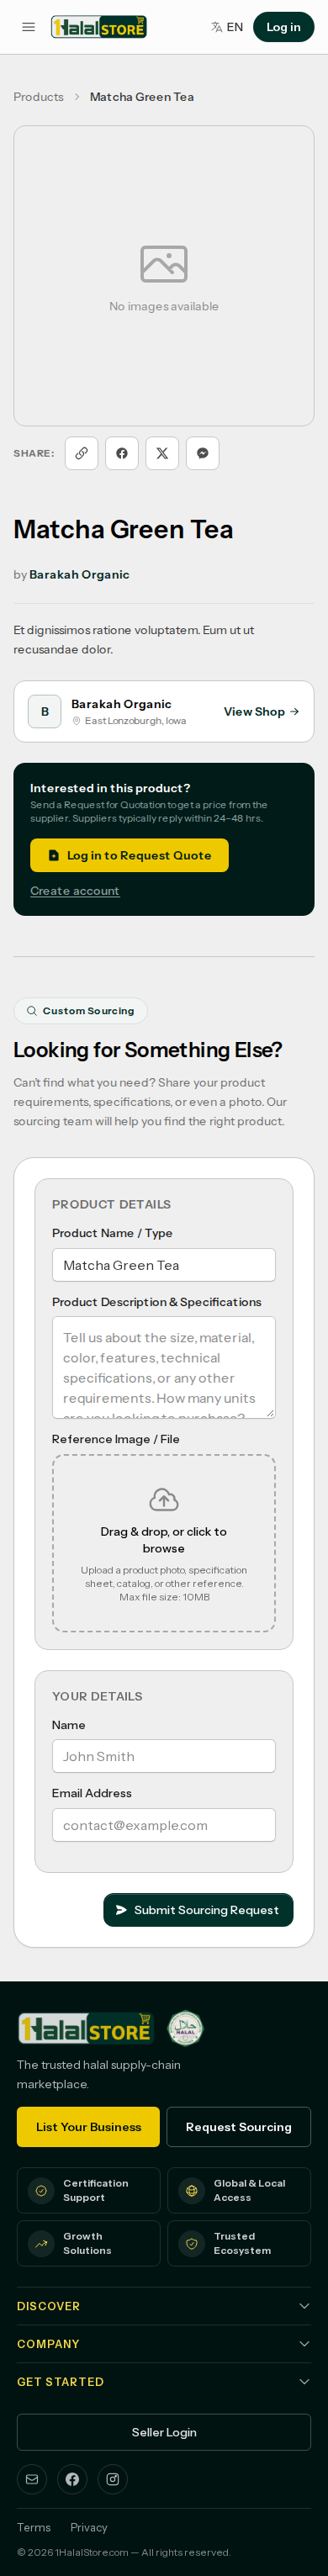 1Halal STORE
EN
Log in
Products
Matcha Green Tea
No images available
SHARE:
Matcha Green Tea
by Barakah Organic
Et dignissimos ratione voluptatem. Eum ut ut
recusandae dolor.
B
Barakah Organic
East Lonzoburgh, Iowa
View Shop →
Interested in this product?
Send a Request for Quotation to get a price from the
supplier. Suppliers typically reply within 24–48 hrs.
Log in to Request Quote
Create account
Custom Sourcing
Looking for Something Else?
Can't find what you need? Share your product
requirements, specifications, or even a photo. Our
sourcing team will help you find the right product.
PRODUCT DETAILS
Product Name / Type
Matcha Green Tea
Product Description & Specifications
Tell us about the size, material,
color, features, technical
specifications, or any other
requirements. How many units
are you looking to purchase?
Reference Image / File
Drag & drop, or click to
browse
Upload a product photo, specification
sheet, catalog, or other reference.
Max file size: 10MB
YOUR DETAILS
Name
John Smith
Email Address
contact@example.com
Submit Sourcing Request
1Halal STORE
HALAL
The trusted halal supply-chain
marketplace.
List Your Business
Request Sourcing
Certification
Support
Global & Local
Access
Growth
Solutions
Trusted
Ecosystem
DISCOVER
COMPANY
GET STARTED
Seller Login
Terms
Privacy
© 2026 1HalalStore.com — All rights reserved.